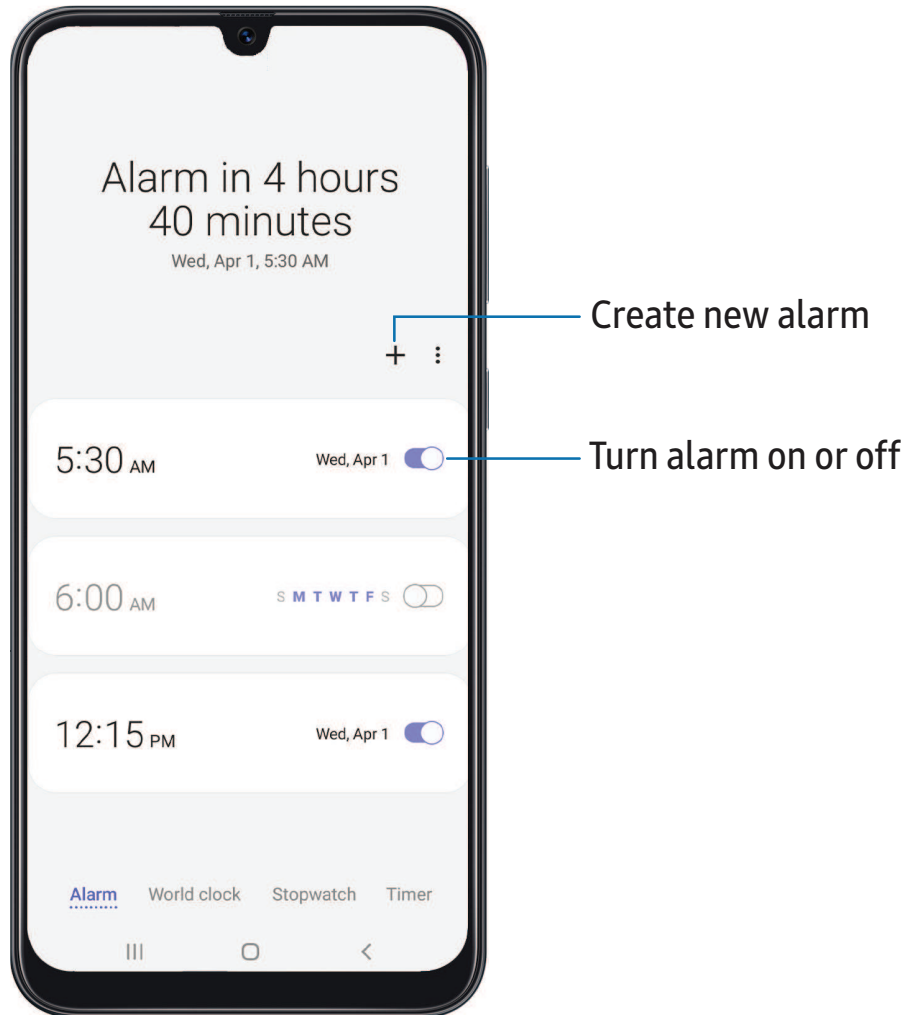 Alarm in 4 hours
40 minutes
Wed, Apr 1, 5:30 AM
Create new alarm
5:30 AM Wed, Apr 1
Turn alarm on or off
6:00 AM S M T W T F S
12:15 PM Wed, Apr 1
Alarm World clock Stopwatch Timer